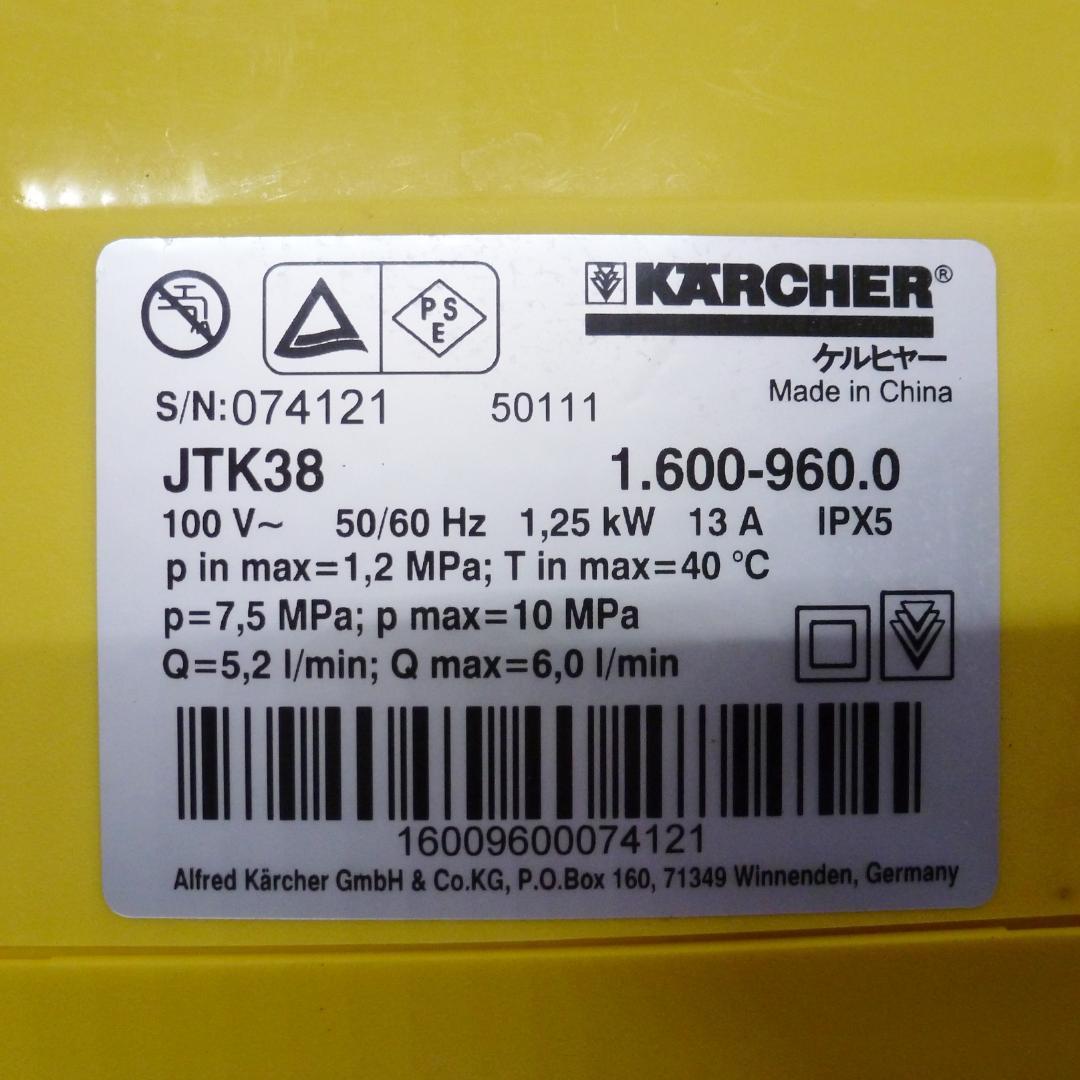 KÄRCHER®
ケルヒャー
Made in China
PSE
S/N:074121 50111
JTK38 1.600-960.0
100 V~ 50/60 Hz 1,25 kW 13 A IPX5
p in max=1,2 MPa; T in max=40 °C
p=7,5 MPa; p max=10 MPa
Q=5,2 l/min; Q max=6,0 l/min
16009600074121
Alfred Kärcher GmbH & Co.KG, P.O.Box 160, 71349 Winnenden, Germany